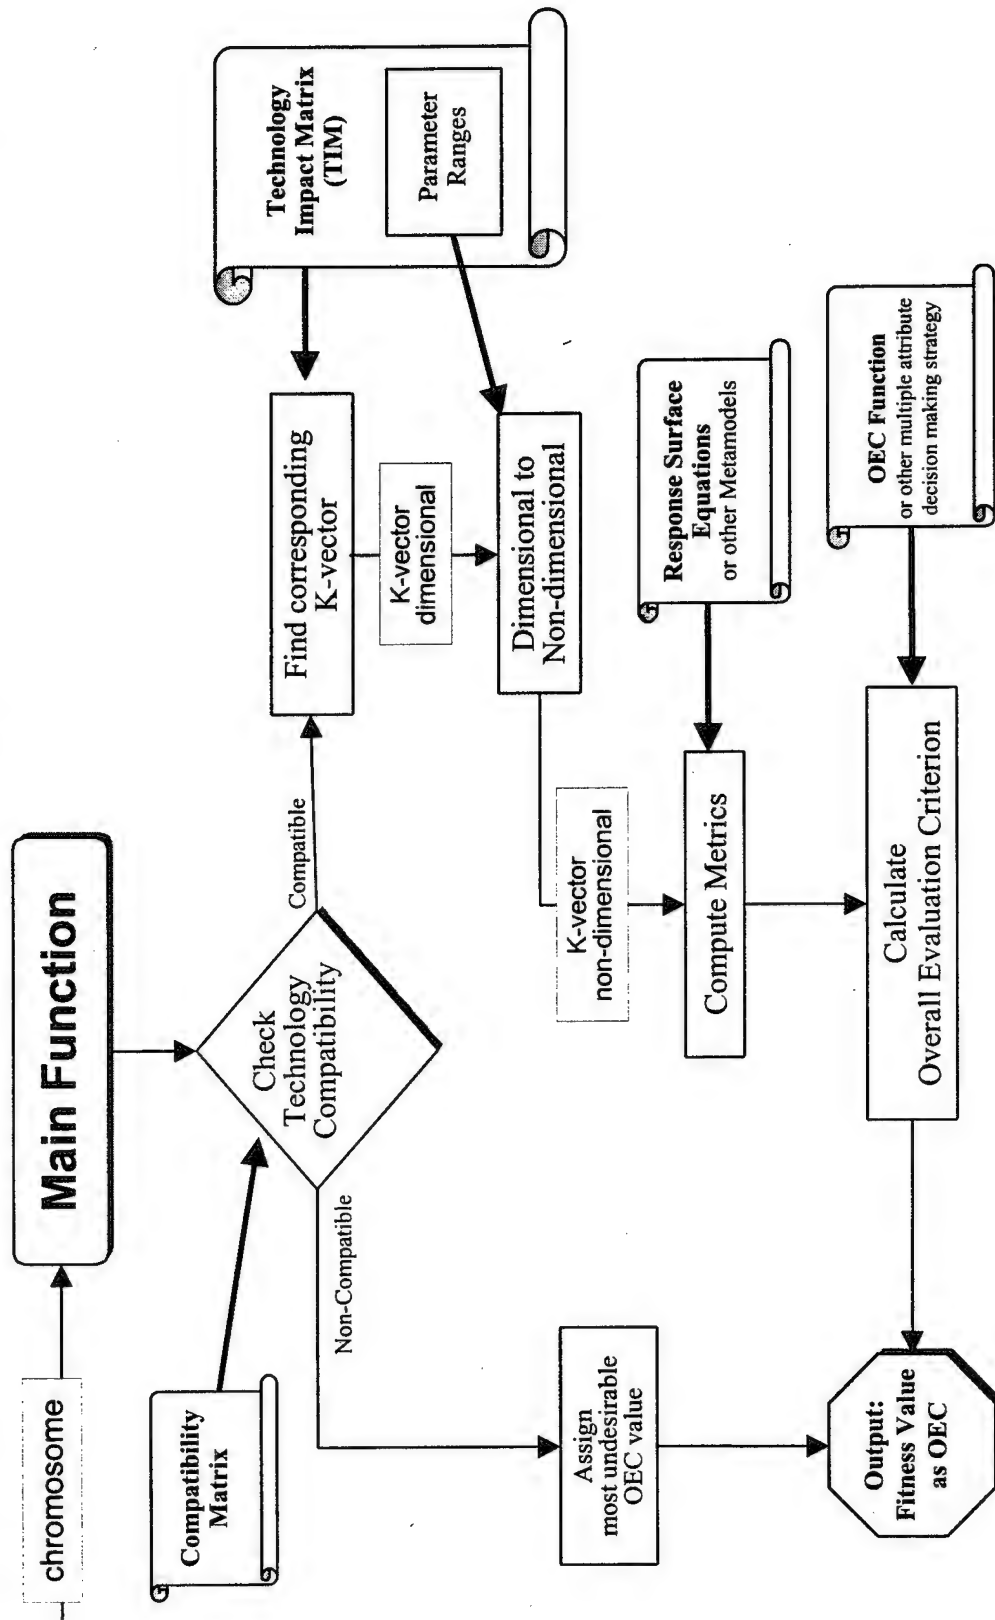 chromosome
Main Function
Compatibility
Matrix
Check
Technology
Compatibility
Non-Compatible
Compatible
Find corresponding
K-vector
Technology
Impact Matrix
(TIM)
Parameter
Ranges
K-vector
dimensional
Dimensional to
Non-dimensional
K-vector
non-dimensional
Response Surface
Equations
or other Metamodels
Compute Metrics
OEC Function
or other multiple attribute
decision making strategy
Calculate
Overall Evaluation Criterion
Assign
most undesirable
OEC value
Output:
Fitness Value
as OEC